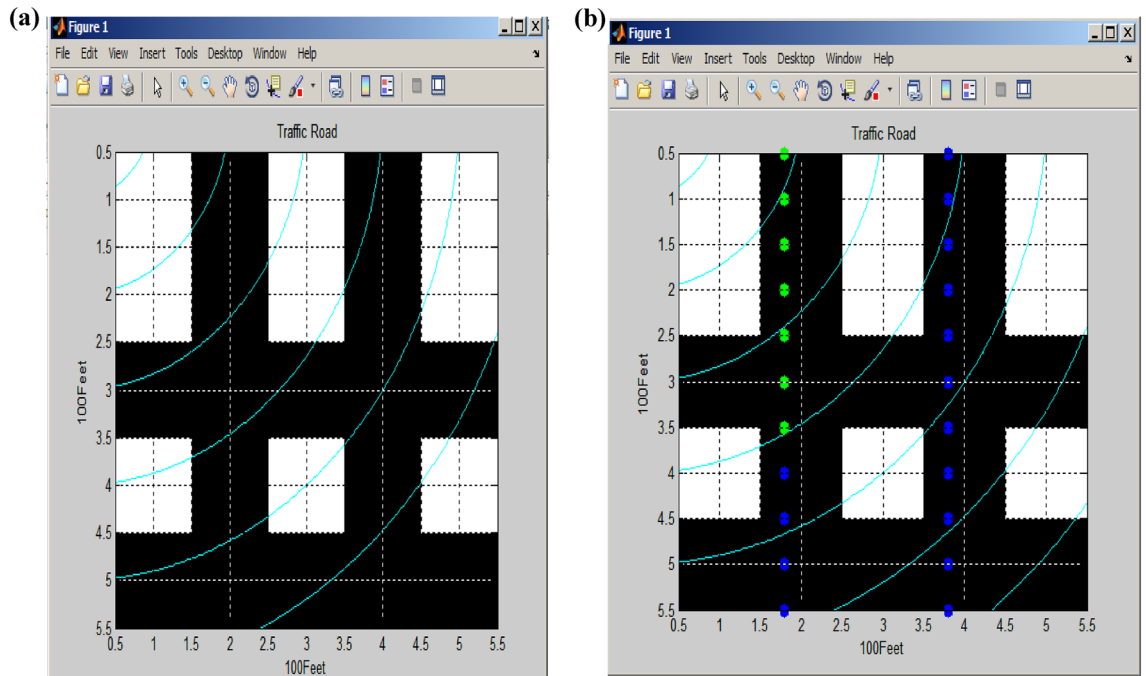 (a)
Figure 1
File Edit View Insert Tools Desktop Window Help
Traffic Road
0.5
1
1.5
2
2.5
3
3.5
4
4.5
5
5.5
100Feet
0.5 1 1.5 2 2.5 3 3.5 4 4.5 5 5.5
100Feet
(b)
Figure 1
File Edit View Insert Tools Desktop Window Help
Traffic Road
0.5
1
1.5
2
2.5
3
3.5
4
4.5
5
5.5
100Feet
0.5 1 1.5 2 2.5 3 3.5 4 4.5 5 5.5
100Feet